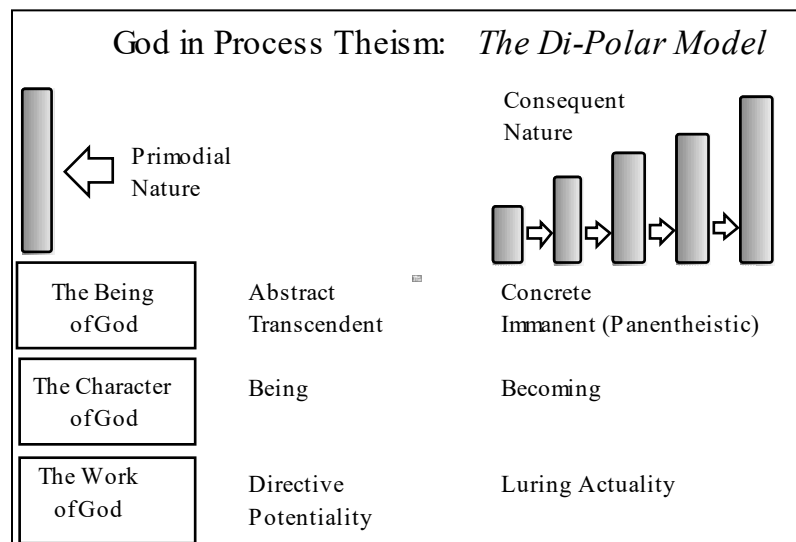 God in Process Theism: The Di-Polar Model
Primodial
Nature
Consequent
Nature
The Being
of God
Abstract
Transcendent
Concrete
Immanent (Panentheistic)
The Character
of God
Being
Becoming
The Work
of God
Directive
Potentiality
Luring Actuality